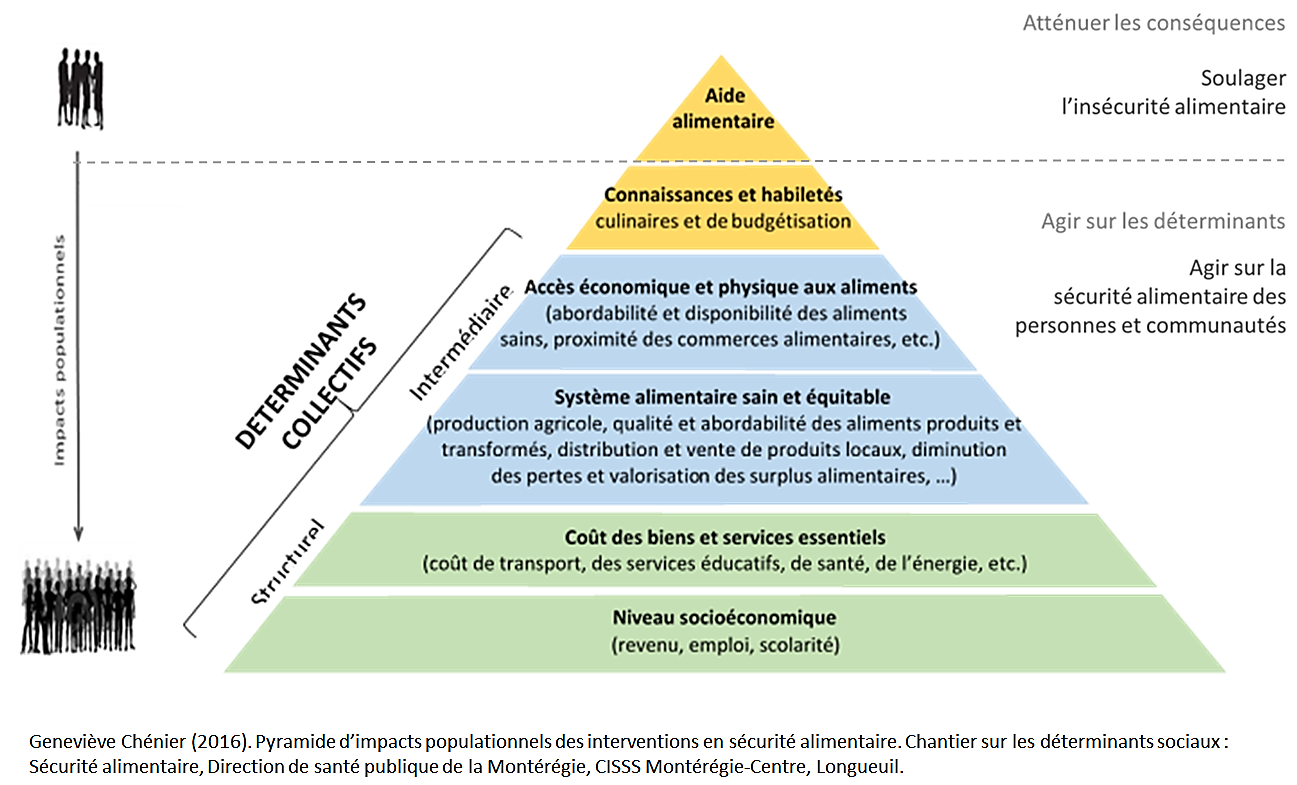 Atténuer les conséquences
Soulager
l'insécurité alimentaire
Aide
alimentaire
Connaissances et habiletés
culinaires et de budgétisation
Agir sur les déterminants
Agir sur la
sécurité alimentaire des
personnes et communautés
Impacts populationnels
DETERMINANTS
COLLECTIFS
Intermédiaire
Structurel
Accès économique et physique aux aliments
(abordabilité et disponibilité des aliments
sains, proximité des commerces alimentaires, etc.)
Système alimentaire sain et équitable
(production agricole, qualité et abordabilité des aliments produits et
transformés, distribution et vente de produits locaux, diminution
des pertes et valorisation des surplus alimentaires, ...)
Coût des biens et services essentiels
(coût de transport, des services éducatifs, de santé, de l'énergie, etc.)
Niveau socioéconomique
(revenu, emploi, scolarité)
Geneviève Chénier (2016). Pyramide d'impacts populationnels des interventions en sécurité alimentaire. Chantier sur les déterminants sociaux :
Sécurité alimentaire, Direction de santé publique de la Montérégie, CISSS Montérégie-Centre, Longueuil.